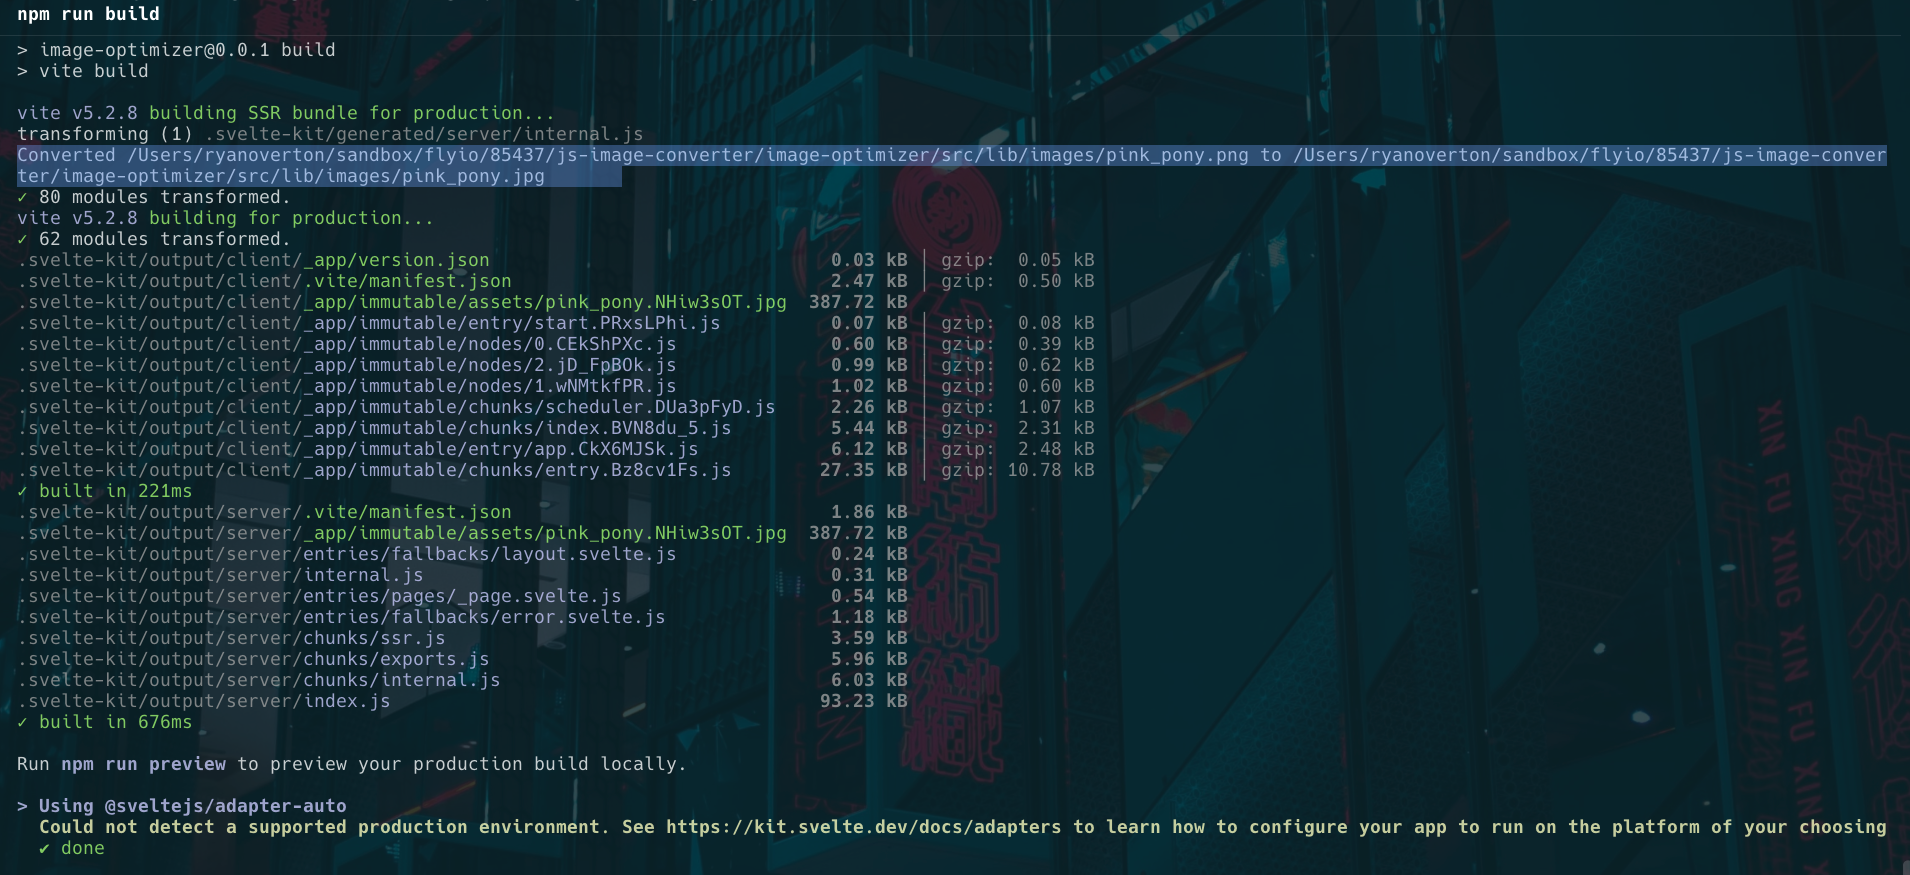 npm run build
> image-optimizer@0.0.1 build
> vite build
vite v5.2.8 building SSR bundle for production...
transforming (1) .svelte-kit/generated/server/internal.js
Converted /Users/ryanoverton/sandbox/flyio/85437/js-image-converter/image-optimizer/src/lib/images/pink_pony.png to /Users/ryanoverton/sandbox/flyio/85437/js-image-conver
ter/image-optimizer/src/lib/images/pink_pony.jpg
✓ 80 modules transformed.
vite v5.2.8 building for production...
✓ 62 modules transformed.
.svelte-kit/output/client/_app/version.json 0.03 kB │ gzip: 0.05 kB
.svelte-kit/output/client/.vite/manifest.json 2.47 kB │ gzip: 0.50 kB
.svelte-kit/output/client/_app/immutable/assets/pink_pony.NHiw3sOT.jpg 387.72 kB
.svelte-kit/output/client/_app/immutable/entry/start.PRxsLPhi.js 0.07 kB │ gzip: 0.08 kB
.svelte-kit/output/client/_app/immutable/nodes/0.CEkShPXc.js 0.60 kB │ gzip: 0.39 kB
.svelte-kit/output/client/_app/immutable/nodes/2.jD_FpBOk.js 0.99 kB │ gzip: 0.62 kB
.svelte-kit/output/client/_app/immutable/nodes/1.wNMtkfPR.js 1.02 kB │ gzip: 0.60 kB
.svelte-kit/output/client/_app/immutable/chunks/scheduler.DUa3pFyD.js 2.26 kB │ gzip: 1.07 kB
.svelte-kit/output/client/_app/immutable/chunks/index.BVN8du_5.js 5.44 kB │ gzip: 2.31 kB
.svelte-kit/output/client/_app/immutable/entry/app.CkX6MJSk.js 6.12 kB │ gzip: 2.48 kB
.svelte-kit/output/client/_app/immutable/chunks/entry.Bz8cv1Fs.js 27.35 kB │ gzip: 10.78 kB
✓ built in 221ms
.svelte-kit/output/server/.vite/manifest.json 1.86 kB
.svelte-kit/output/server/_app/immutable/assets/pink_pony.NHiw3sOT.jpg 387.72 kB
.svelte-kit/output/server/entries/fallbacks/layout.svelte.js 0.24 kB
.svelte-kit/output/server/internal.js 0.31 kB
.svelte-kit/output/server/entries/pages/_page.svelte.js 0.54 kB
.svelte-kit/output/server/entries/fallbacks/error.svelte.js 1.18 kB
.svelte-kit/output/server/chunks/ssr.js 3.59 kB
.svelte-kit/output/server/chunks/exports.js 5.96 kB
.svelte-kit/output/server/chunks/internal.js 6.03 kB
.svelte-kit/output/server/index.js 93.23 kB
✓ built in 676ms
Run npm run preview to preview your production build locally.
> Using @sveltejs/adapter-auto
Could not detect a supported production environment. See https://kit.svelte.dev/docs/adapters to learn how to configure your app to run on the platform of your choosing
✔ done
XIN FU XING XIN FU XING